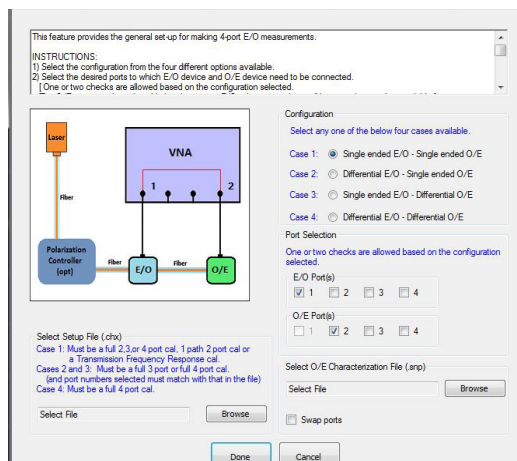 This feature provides the general set-up for making 4-port E/O measurements.
INSTRUCTIONS:
1) Select the configuration from the four different options available.
2) Select the desired ports to which E/O device and O/E device need to be connected.
[ One or two checks are allowed based on the configuration selected.
Laser
VNA
1
2
Fiber
Polarization
Controller
(opt)
Fiber
E/O
Fiber
O/E
Configuration
Select any one of the below four cases available.
Case 1: Single ended E/O - Single ended O/E
Case 2: Differential E/O - Single ended O/E
Case 3: Single ended E/O - Differential O/E
Case 4: Differential E/O - Differential O/E
Port Selection
One or two checks are allowed based on the configuration
selected.
E/O Port(s)
1 2 3 4
O/E Port(s)
1 2 3 4
Select Setup File (.chx)
Case 1: Must be a full 2,3,or 4 port cal, 1 path 2 port cal or
a Transmission Frequency Response cal.
Cases 2 and 3: Must be a full 3 port or full 4 port cal.
(and port numbers selected must match with that in the file)
Case 4: Must be a full 4 port cal.
Select File Browse
Select O/E Characterization File (.snp)
Select File Browse
Swap ports
Done Cancel